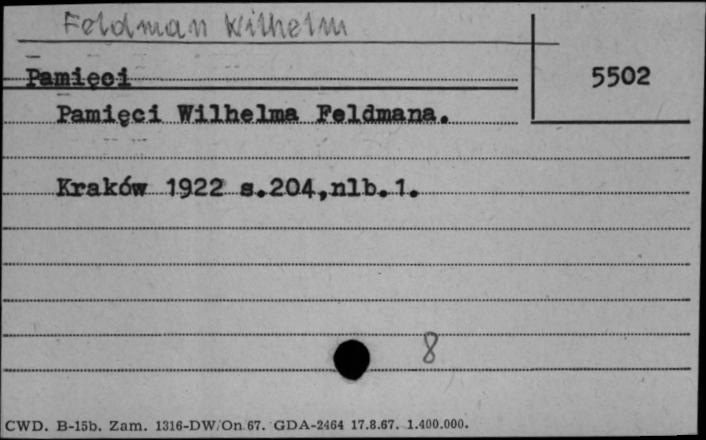 Feldman Wilhelm
Pamięci
5502
Pamięci Wilhelma Feldmana.
Kraków 1922 s.204,nlb.1.
8
CWD. B-15b. Zam. 1316-DW/On 67. GDA-2464 17.8.67. 1.400.000.